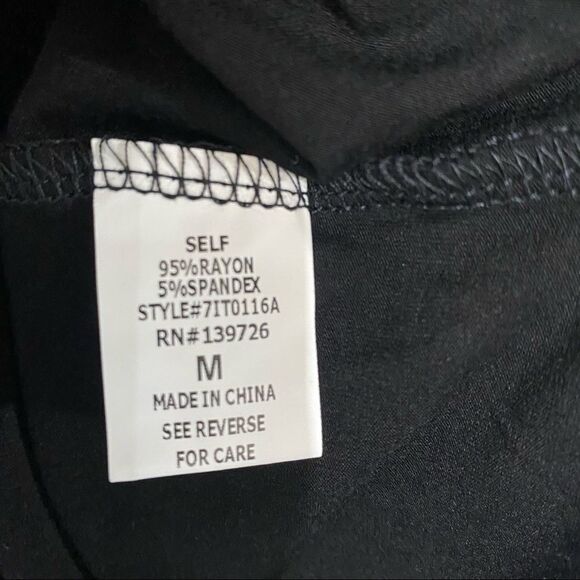 SELF
95%RAYON
5%SPANDEX
STYLE#7IT0116A
RN#139726
M
MADE IN CHINA
SEE REVERSE
FOR CARE